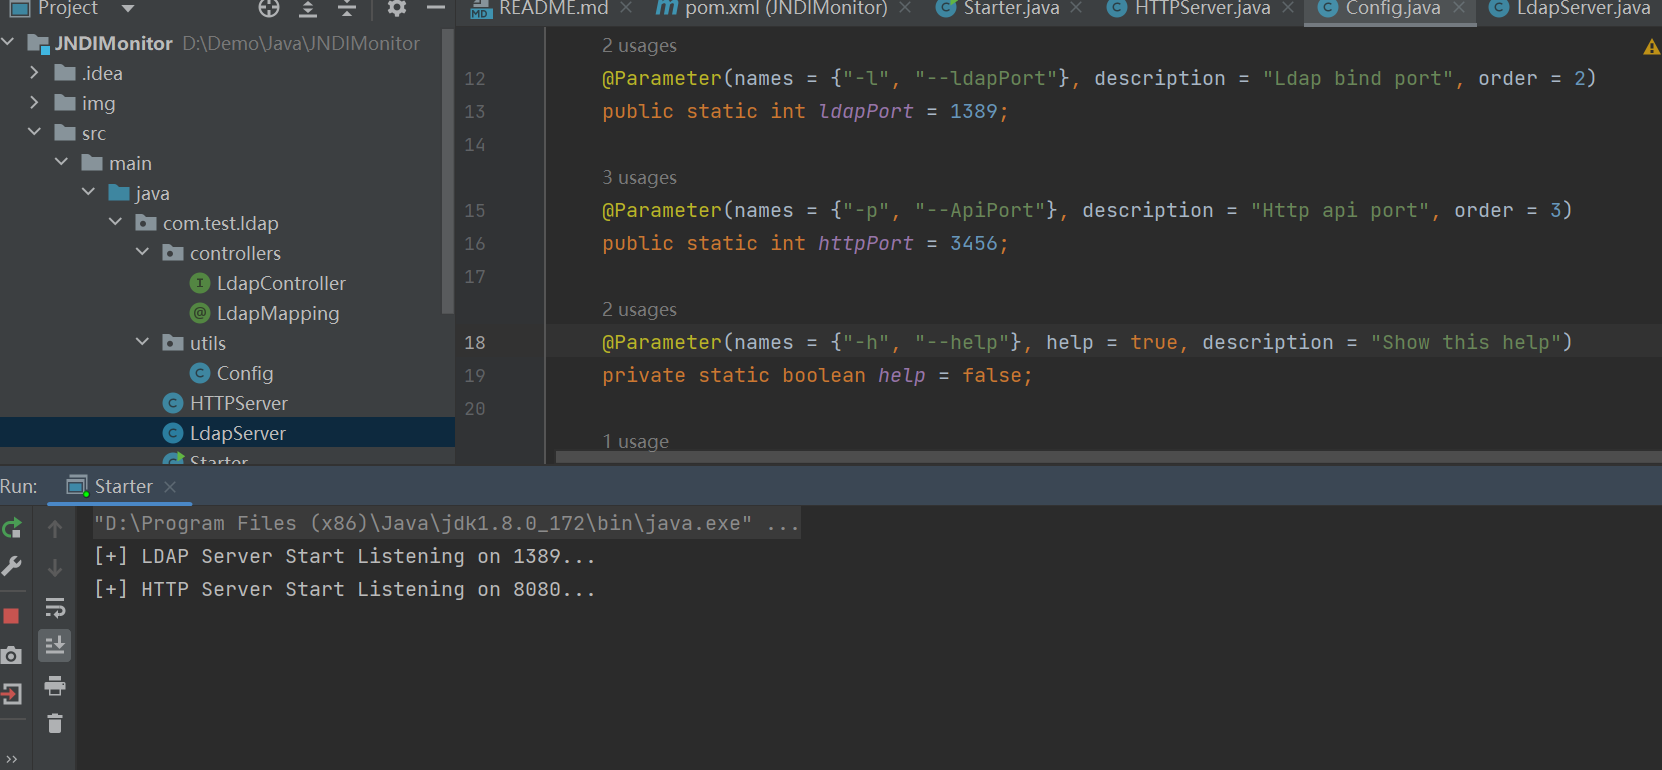 Project
README.md
pom.xml (JNDIMonitor)
Starter.java
HTTPServer.java
Config.java
LdapServer.java
JNDIMonitor D:\Demo\Java\JNDIMonitor
.idea
img
src
main
java
com.test.ldap
controllers
LdapController
LdapMapping
utils
Config
HTTPServer
LdapServer
Starter
2 usages
12 @Parameter(names = {"-l", "--ldapPort"}, description = "Ldap bind port", order = 2)
13 public static int ldapPort = 1389;
14
3 usages
15 @Parameter(names = {"-p", "--ApiPort"}, description = "Http api port", order = 3)
16 public static int httpPort = 3456;
17
2 usages
18 @Parameter(names = {"-h", "--help"}, help = true, description = "Show this help")
19 private static boolean help = false;
20
1 usage
Run: Starter
"D:\Program Files (x86)\Java\jdk1.8.0_172\bin\java.exe" ...
[+] LDAP Server Start Listening on 1389...
[+] HTTP Server Start Listening on 8080...